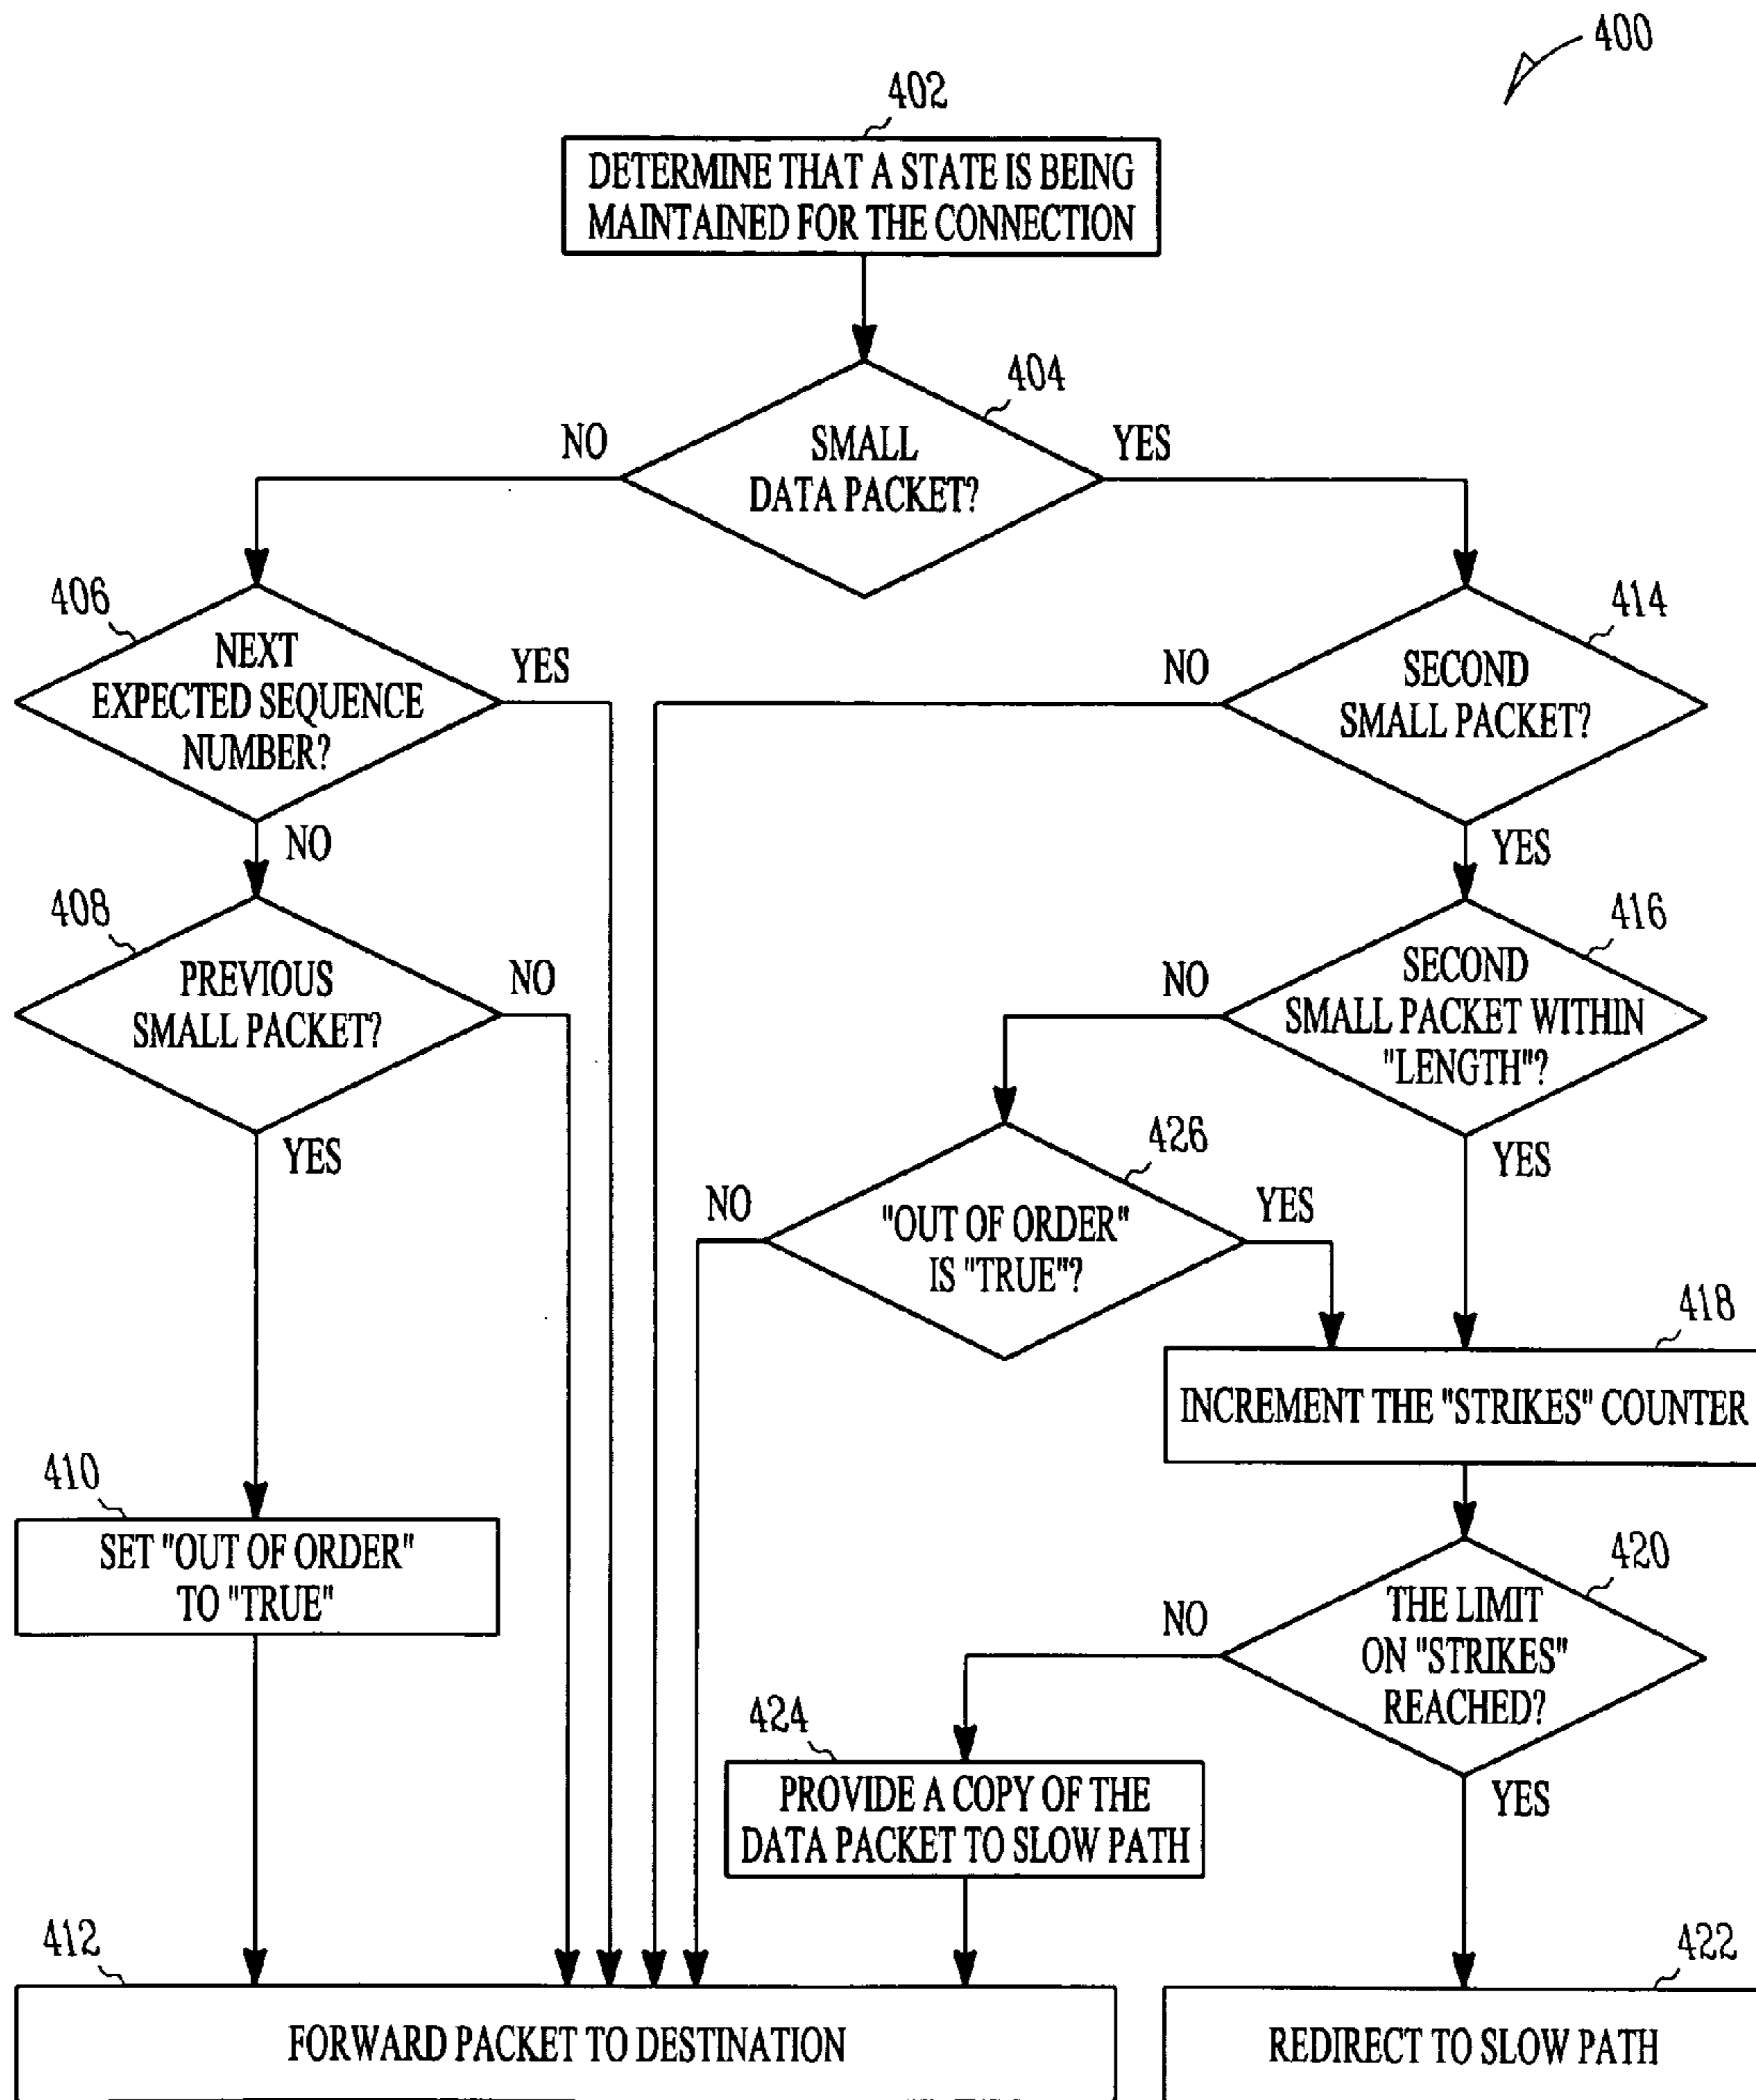 400
402
DETERMINE THAT A STATE IS BEING
MAINTAINED FOR THE CONNECTION
404
SMALL
DATA PACKET?
NO
YES
406
NEXT
EXPECTED SEQUENCE
NUMBER?
YES
NO
414
SECOND
SMALL PACKET?
NO
YES
408
PREVIOUS
SMALL PACKET?
NO
YES
416
SECOND
SMALL PACKET WITHIN
"LENGTH"?
NO
YES
426
"OUT OF ORDER"
IS "TRUE"?
NO
YES
418
INCREMENT THE "STRIKES" COUNTER
410
SET "OUT OF ORDER"
TO "TRUE"
420
THE LIMIT
ON "STRIKES"
REACHED?
NO
YES
424
PROVIDE A COPY OF THE
DATA PACKET TO SLOW PATH
412
FORWARD PACKET TO DESTINATION
422
REDIRECT TO SLOW PATH